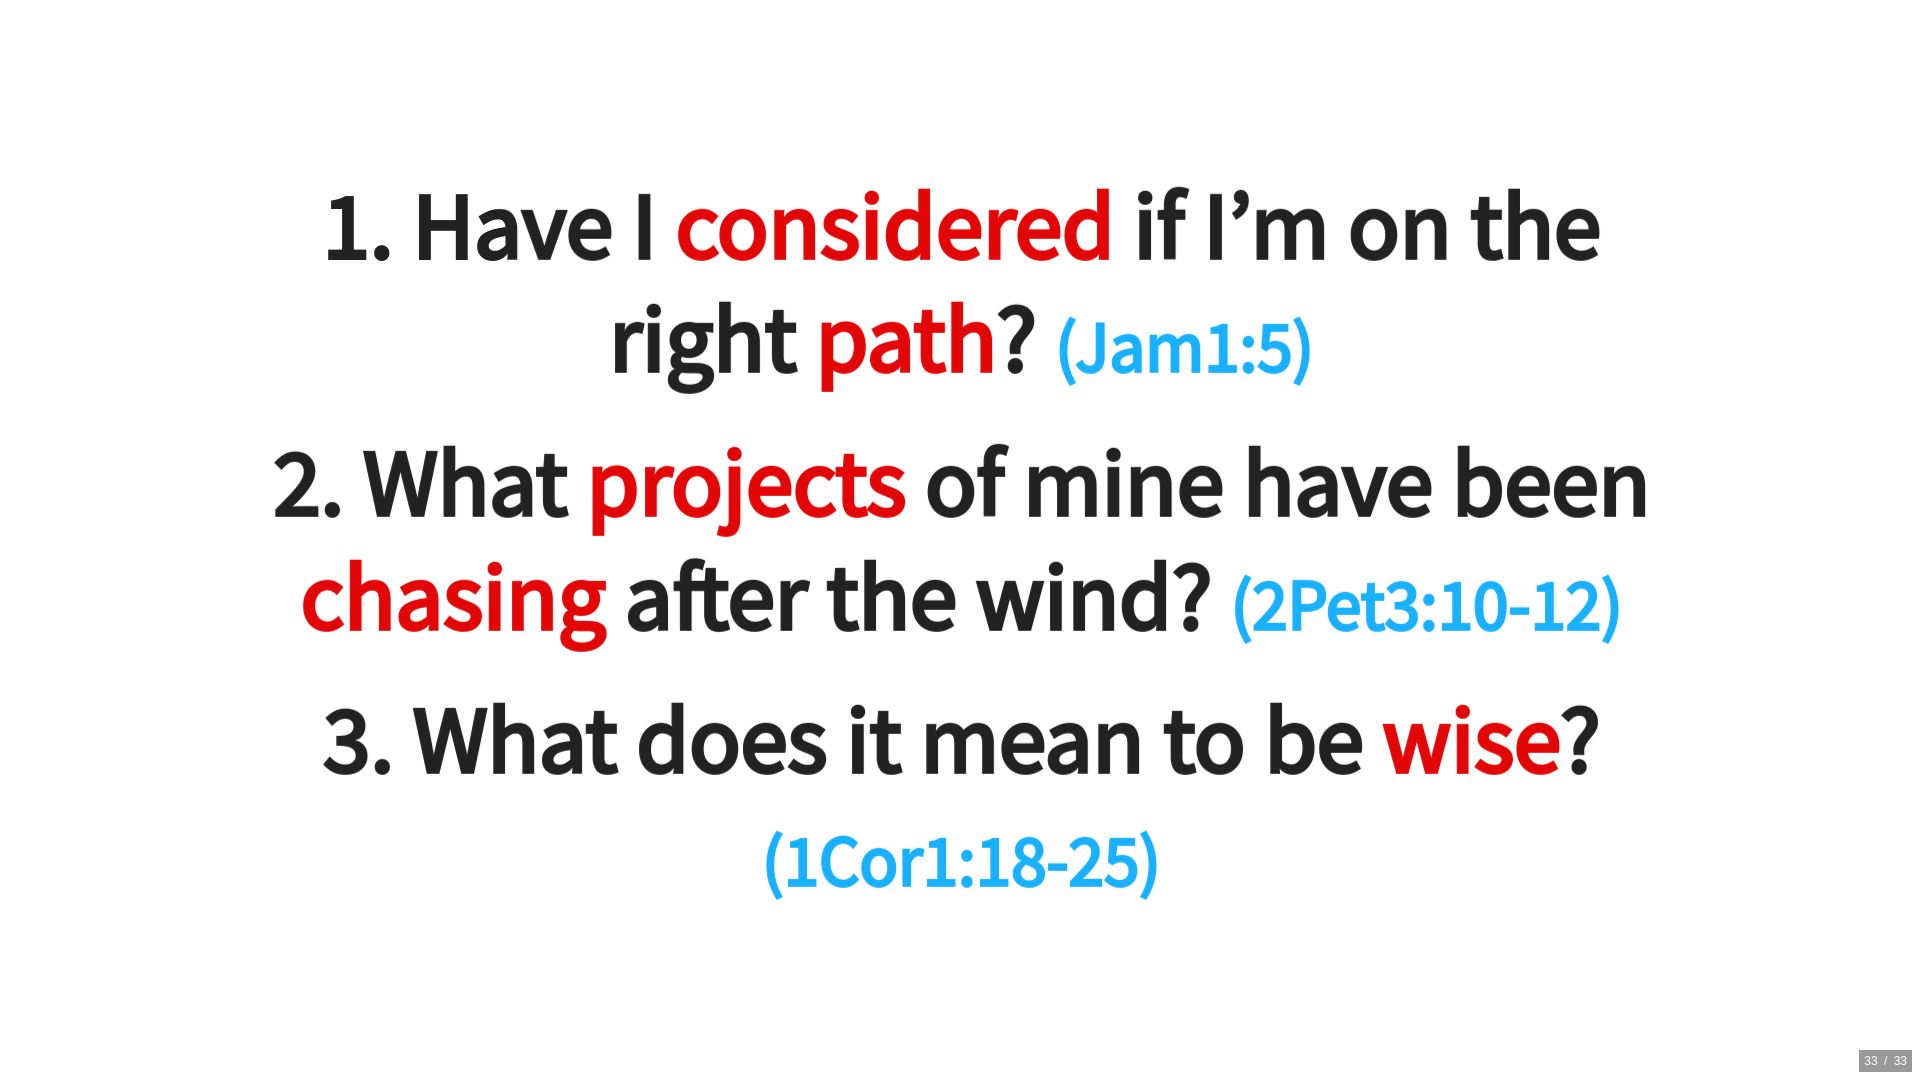 1. Have I considered if I’m on the
right path? (Jam1:5)
2. What projects of mine have been
chasing after the wind? (2Pet3:10-12)
3. What does it mean to be wise?
(1Cor1:18-25)
33 / 33